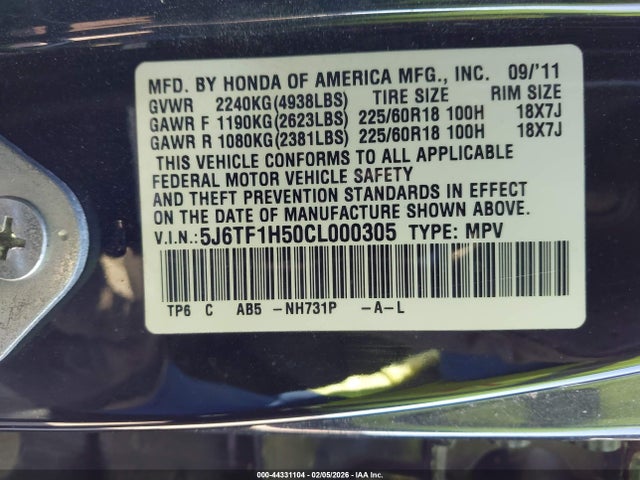 MFD. BY HONDA OF AMERICA MFG., INC. 09/'11
GVWR 2240KG(4938LBS) TIRE SIZE RIM SIZE
GAWR F 1190KG(2623LBS) 225/60R18 100H 18X7J
GAWR R 1080KG(2381LBS) 225/60R18 100H 18X7J
THIS VEHICLE CONFORMS TO ALL APPLICABLE
FEDERAL MOTOR VEHICLE SAFETY
AND THEFT PREVENTION STANDARDS IN EFFECT
ON THE DATE OF MANUFACTURE SHOWN ABOVE.
V.I.N.:5J6TF1H50CL000305 TYPE: MPV
TP6 C AB5 -NH731P -A-L
000-44331104 | 02/05/2026 | IAA Inc.